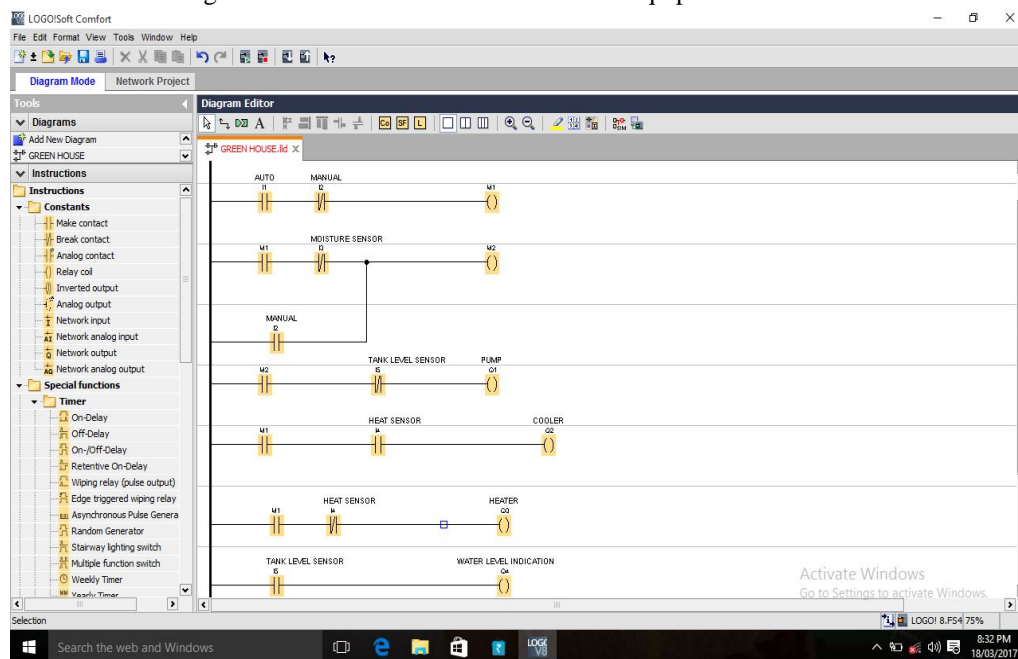 LOGO!Soft Comfort
File Edit Format View Tools Window Help
Diagram Mode Network Project
Tools
Diagram Editor
Diagrams
Add New Diagram
GREEN HOUSE
Instructions
Instructions
Constants
Make contact
Break contact
Analog contact
Relay coil
Inverted output
Analog output
Network input
Network analog input
Network output
Network analog output
Special functions
Timer
On-Delay
Off-Delay
On-/Off-Delay
Retentive On-Delay
Wiping relay (pulse output)
Edge triggered wiping relay
Asynchronous Pulse Genera
Random Generator
Stairway lighting switch
Multiple function switch
Weekly Timer
Yearly Timer
Co SF L
GREEN HOUSE.lld X
AUTO MANUAL
I1 I2 M1
MOISTURE SENSOR
M1 I3 M2
MANUAL
I2
TANK LEVEL SENSOR PUMP
M2 I5 Q1
HEAT SENSOR COOLER
M1 I4 Q2
HEAT SENSOR HEATER
M1 I4 Q3
TANK LEVEL SENSOR WATER LEVEL INDICATION
I5 Q4
Activate Windows
Go to Settings to activate Windows.
Selection
LOGO! 8.FS4 75%
Search the web and Windows
8:32 PM
18/03/2017